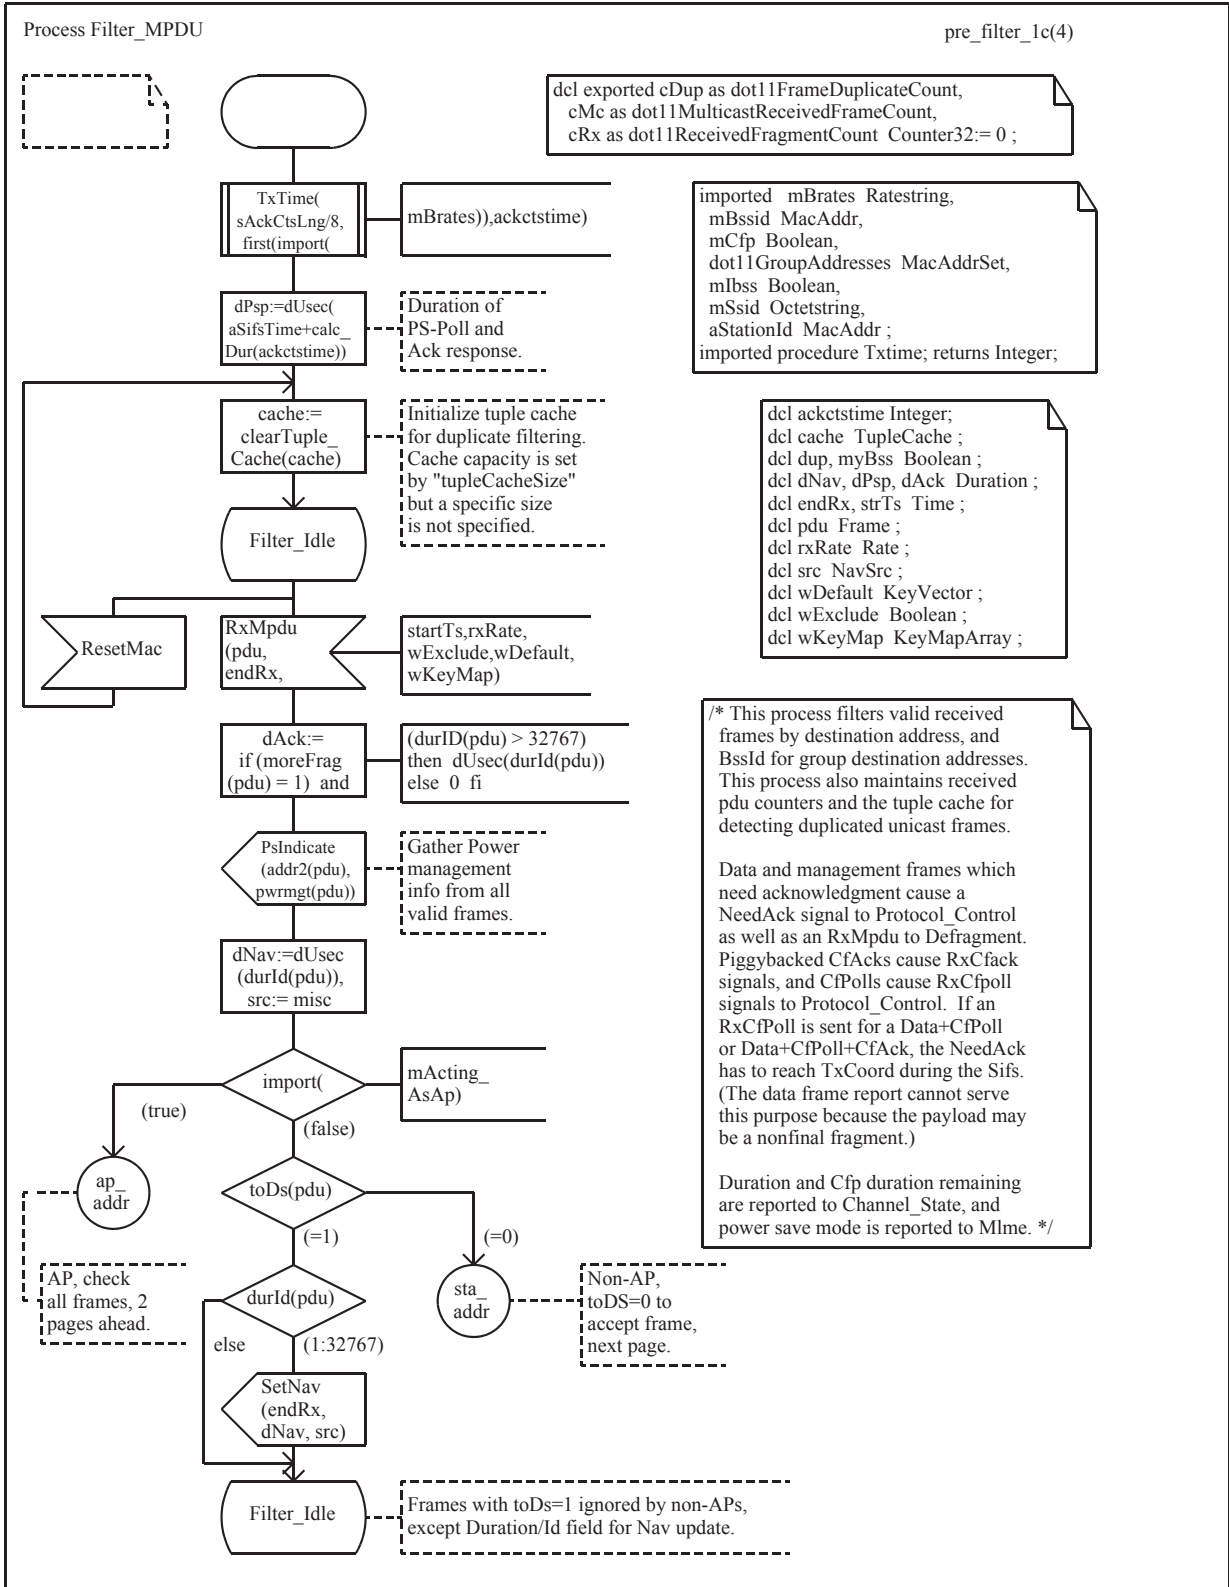 Process Filter_MPDU
pre_filter_1c(4)
dcl exported cDup as dot11FrameDuplicateCount,
cMc as dot11MulticastReceivedFrameCount,
cRx as dot11ReceivedFragmentCount Counter32:= 0 ;
TxTime(
sAckCtsLng/8,
first(import(
mBrates)),ackctstime)
imported mBrates Ratestring,
mBssid MacAddr,
mCfp Boolean,
dot11GroupAddresses MacAddrSet,
mIbss Boolean,
mSsid Octetstring,
aStationId MacAddr ;
imported procedure Txtime; returns Integer;
dPsp:=dUsec(
aSifsTime+calc_
Dur(ackctstime))
Duration of
PS-Poll and
Ack response.
cache:=
clearTuple_
Cache(cache)
Initialize tuple cache
for duplicate filtering.
Cache capacity is set
by "tupleCacheSize"
but a specific size
is not specified.
dcl ackctstime Integer;
dcl cache TupleCache ;
dcl dup, myBss Boolean ;
dcl dNav, dPsp, dAck Duration ;
dcl endRx, strTs Time ;
dcl pdu Frame ;
dcl rxRate Rate ;
dcl src NavSrc ;
dcl wDefault KeyVector ;
dcl wExclude Boolean ;
dcl wKeyMap KeyMapArray ;
Filter_Idle
ResetMac
RxMpdu
(pdu,
endRx,
startTs,rxRate,
wExclude,wDefault,
wKeyMap)
dAck:=
if (moreFrag
(pdu) = 1) and
(durID(pdu) > 32767)
then dUsec(durId(pdu))
else 0 fi
/* This process filters valid received
frames by destination address, and
BssId for group destination addresses.
This process also maintains received
pdu counters and the tuple cache for
detecting duplicated unicast frames.
Data and management frames which
need acknowledgment cause a
NeedAck signal to Protocol_Control
as well as an RxMpdu to Defragment.
Piggybacked CfAcks cause RxCfack
signals, and CfPolls cause RxCfpoll
signals to Protocol_Control. If an
RxCfPoll is sent for a Data+CfPoll
or Data+CfPoll+CfAck, the NeedAck
has to reach TxCoord during the Sifs.
(The data frame report cannot serve
this purpose because the payload may
be a nonfinal fragment.)
Duration and Cfp duration remaining
are reported to Channel_State, and
power save mode is reported to Mlme. */
PsIndicate
(addr2(pdu),
pwrmgt(pdu))
Gather Power
management
info from all
valid frames.
dNav:=dUsec
(durId(pdu)),
src:= misc
import(
mActing_
AsAp)
(true)
(false)
ap_
addr
toDs(pdu)
(=1)
(=0)
AP, check
all frames, 2
pages ahead.
durId(pdu)
sta_
addr
Non-AP,
toDS=0 to
accept frame,
next page.
else
(1:32767)
SetNav
(endRx,
dNav, src)
Filter_Idle
Frames with toDs=1 ignored by non-APs,
except Duration/Id field for Nav update.